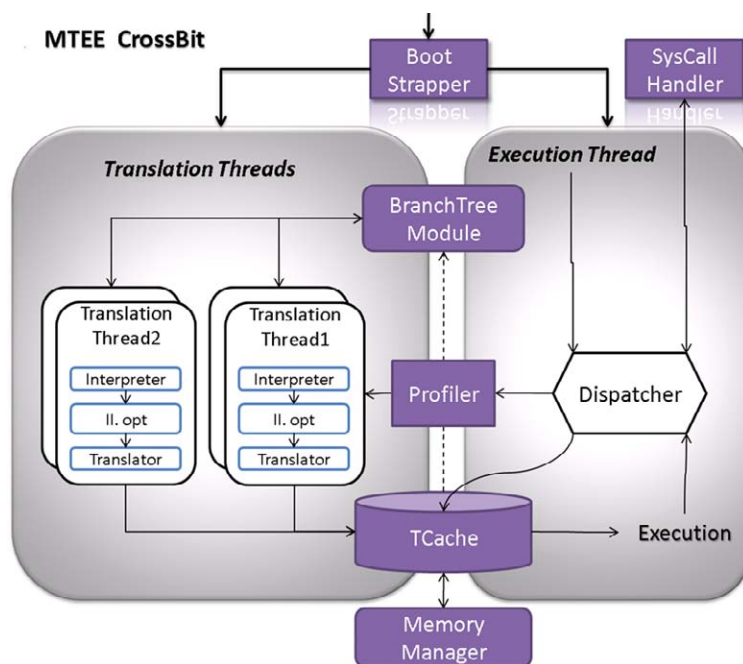 MTEE CrossBit
Boot
Strapper
SysCall
Handler
Translation Threads
Execution Thread
BranchTree
Module
Translation
Thread2
Interpreter
II. opt
Translator
Translation
Thread1
Interpreter
II. opt
Translator
Profiler
Dispatcher
TCache
Execution
Memory
Manager